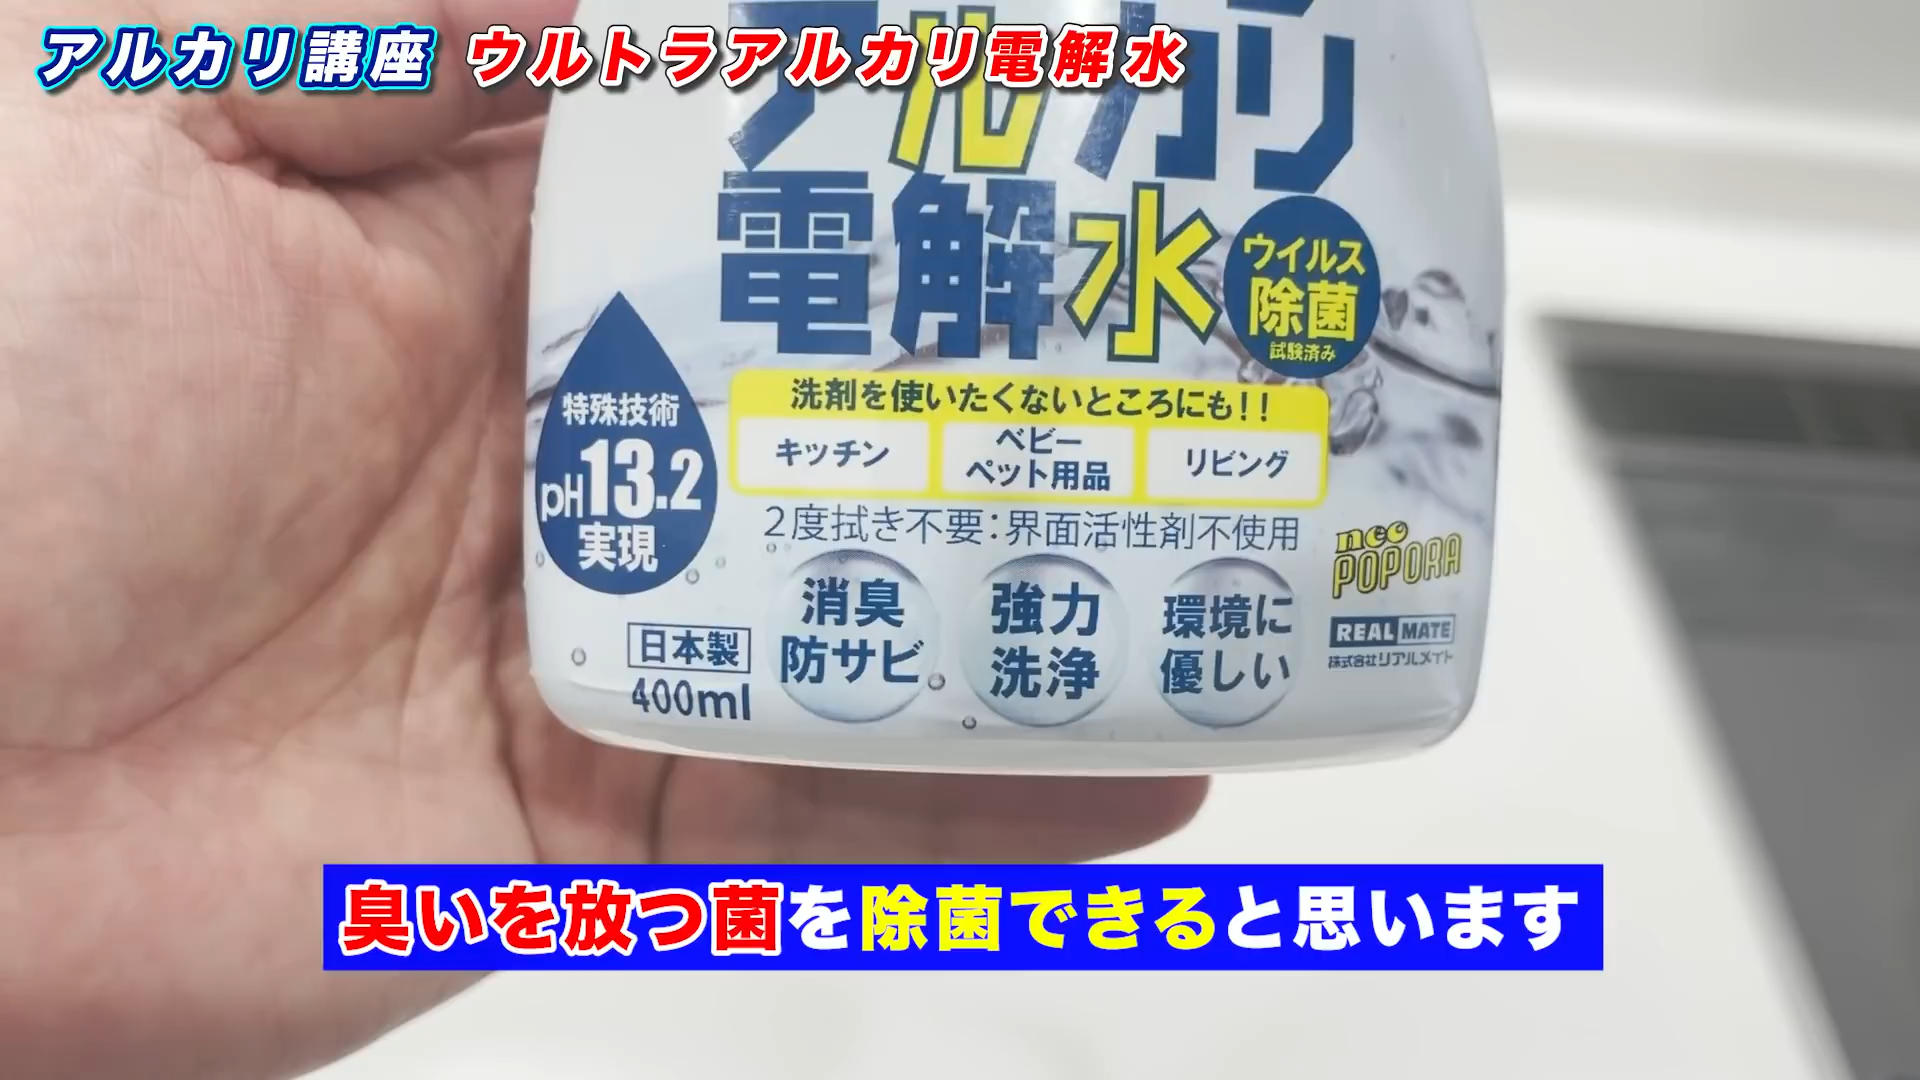 アルカリ講座 ウルトラアルカリ電解水
アルカリ
電解水
ウイルス
除菌
試験済み
洗剤を使いたくないところにも!!
キッチン
ベビー
ペット用品
リビング
特殊技術
pH13.2
実現
2度拭き不要:界面活性剤不使用
neo
POPORA
消臭
防サビ
強力
洗浄
環境に
優しい
日本製
400ml
REAL MATE
株式会社リアルメイト
臭いを放つ菌を除菌できると思います